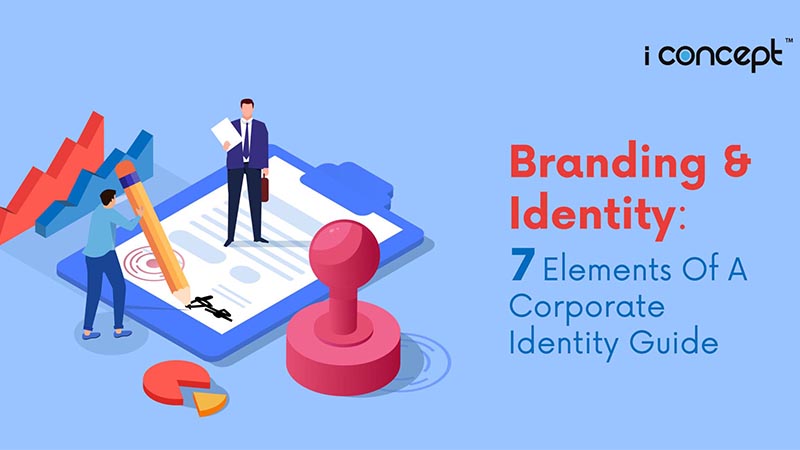 i concept™
Branding &
Identity:
7 Elements Of A
Corporate
Identity Guide